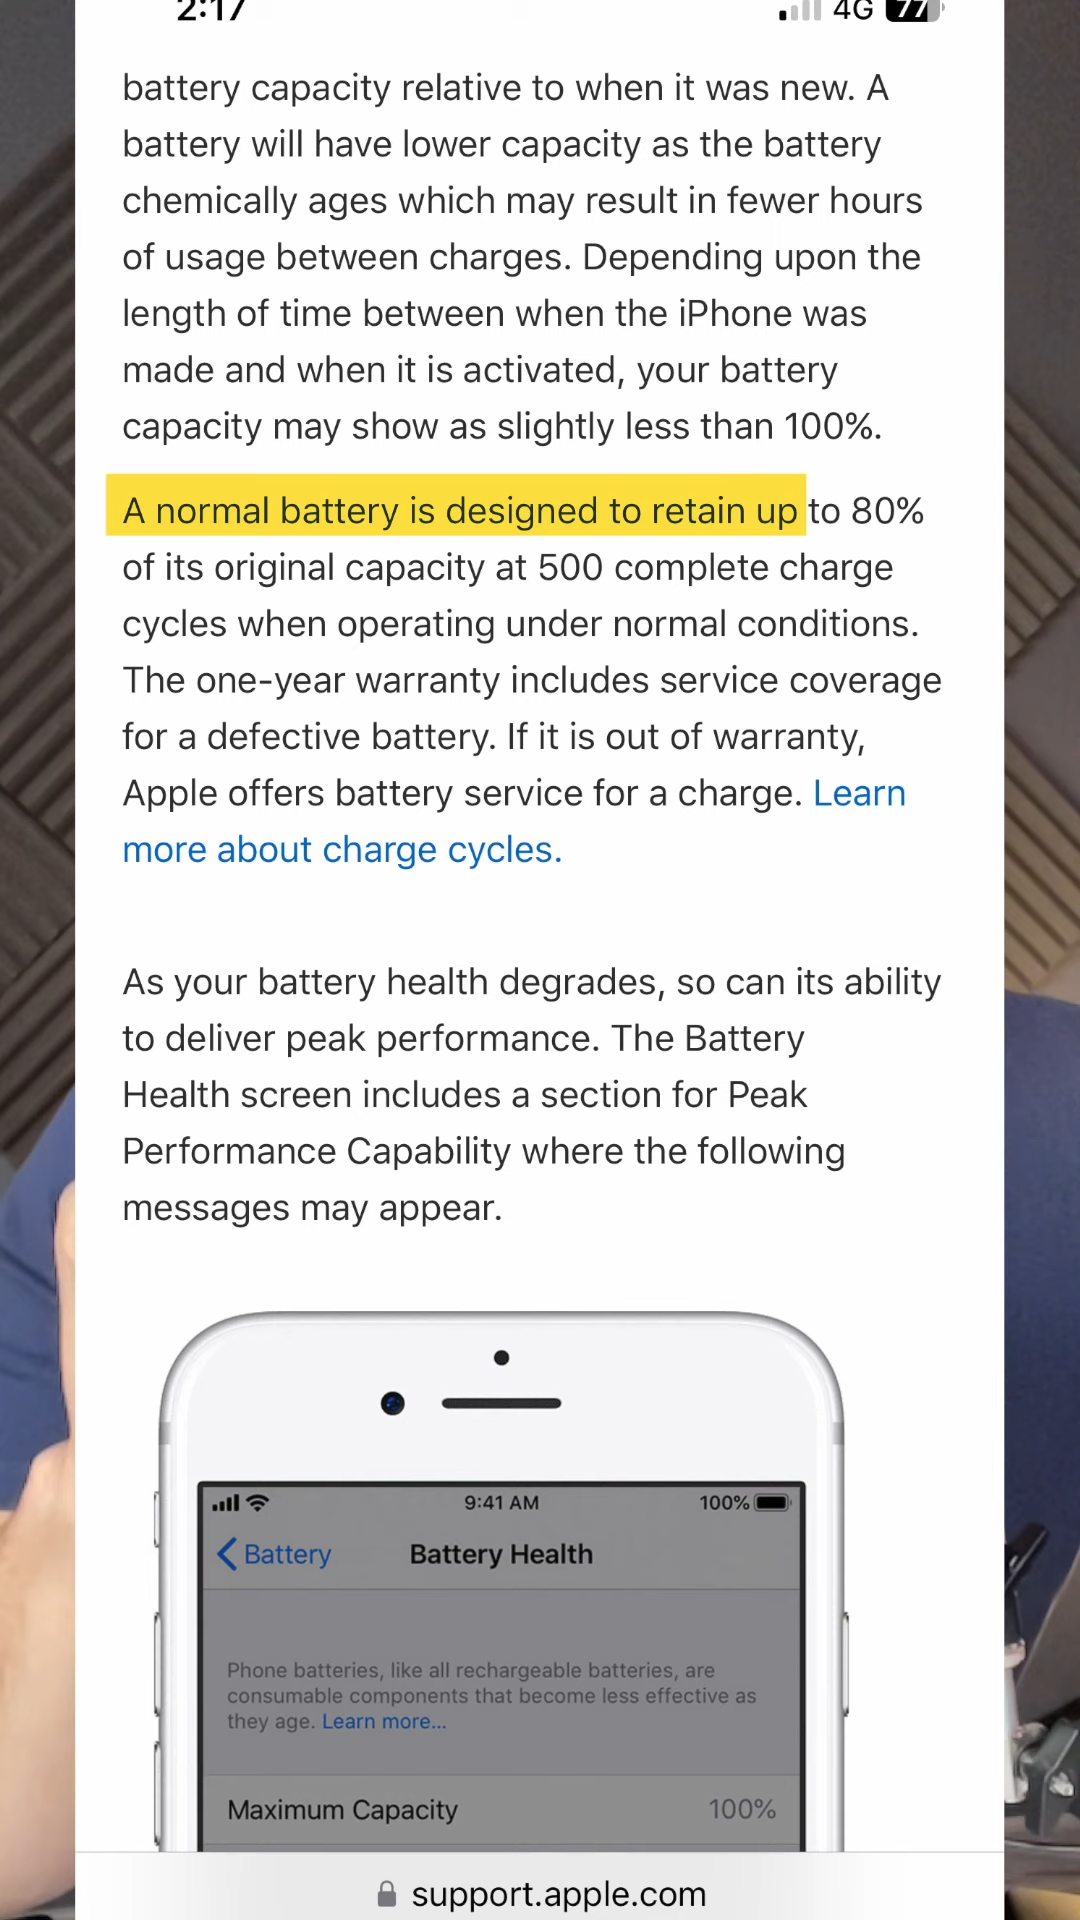 2:17
4G 77
battery capacity relative to when it was new. A
battery will have lower capacity as the battery
chemically ages which may result in fewer hours
of usage between charges. Depending upon the
length of time between when the iPhone was
made and when it is activated, your battery
capacity may show as slightly less than 100%.
A normal battery is designed to retain up to 80%
of its original capacity at 500 complete charge
cycles when operating under normal conditions.
The one-year warranty includes service coverage
for a defective battery. If it is out of warranty,
Apple offers battery service for a charge. Learn
more about charge cycles.
As your battery health degrades, so can its ability
to deliver peak performance. The Battery
Health screen includes a section for Peak
Performance Capability where the following
messages may appear.
9:41 AM
100%
Battery
Battery Health
Phone batteries, like all rechargeable batteries, are
consumable components that become less effective as
they age. Learn more...
Maximum Capacity 100%
support.apple.com